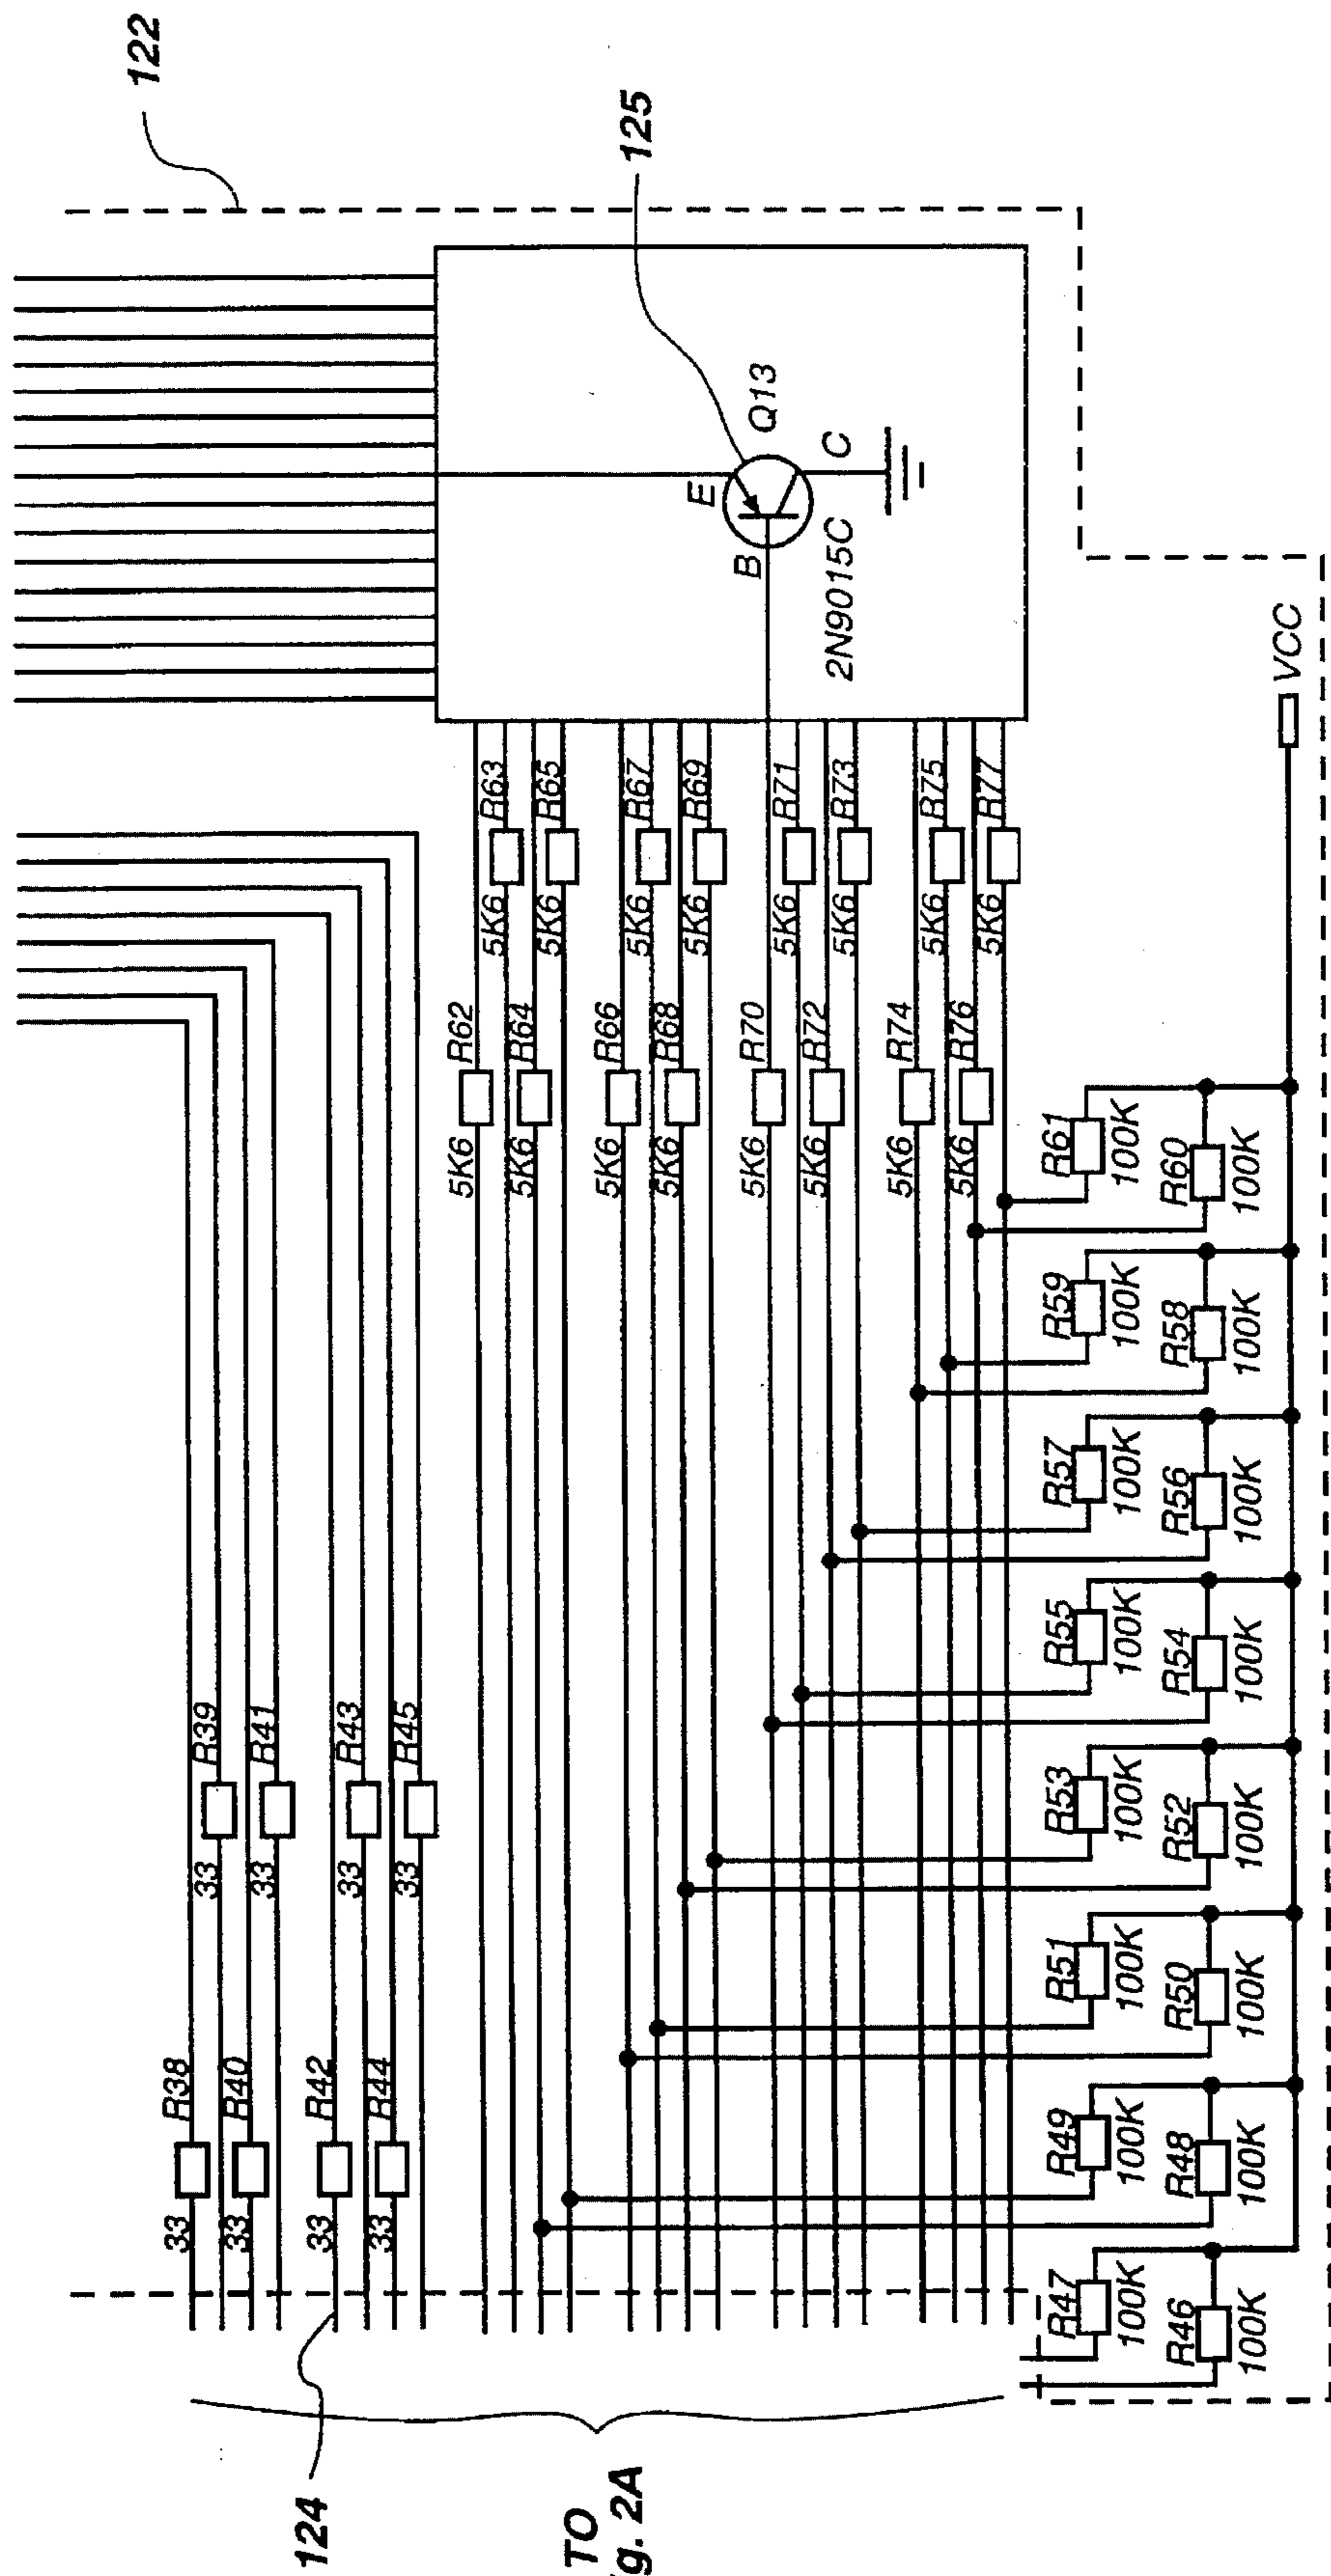 122
125
Q13
E
C
B
2N9015C
VCC
R63
R65
R67
R69
R71
R73
R75
R77
5K6
5K6
5K6
5K6
5K6
5K6
5K6
5K6
R62
R64
R66
R68
R70
R72
R74
R76
5K6
5K6
5K6
5K6
5K6
5K6
5K6
5K6
R61
100K
R60
100K
R59
100K
R58
100K
R57
100K
R56
100K
R55
100K
R54
100K
R53
100K
R52
100K
R51
100K
R50
100K
R49
100K
R48
100K
R47
100K
R46
100K
R39
R41
R43
R45
33
33
33
33
R38
R40
R42
R44
33
33
33
33
124
TO
g. 2A